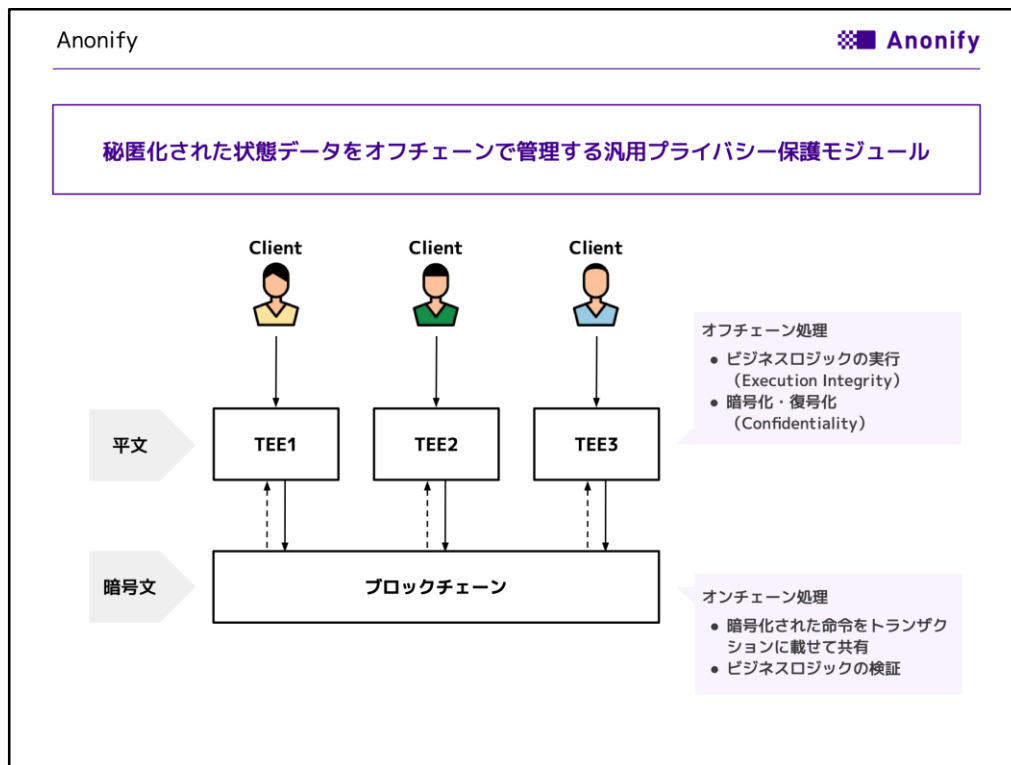 Anonify
Anonify
秘匿化された状態データをオフチェーンで管理する汎用プライバシー保護モジュール
Client
Client
Client
オフチェーン処理
● ビジネスロジックの実行
（Execution Integrity）
● 暗号化・復号化
（Confidentiality）
平文
TEE1
TEE2
TEE3
暗号文
ブロックチェーン
オンチェーン処理
● 暗号化された命令をトランザク
ションに載せて共有
● ビジネスロジックの検証